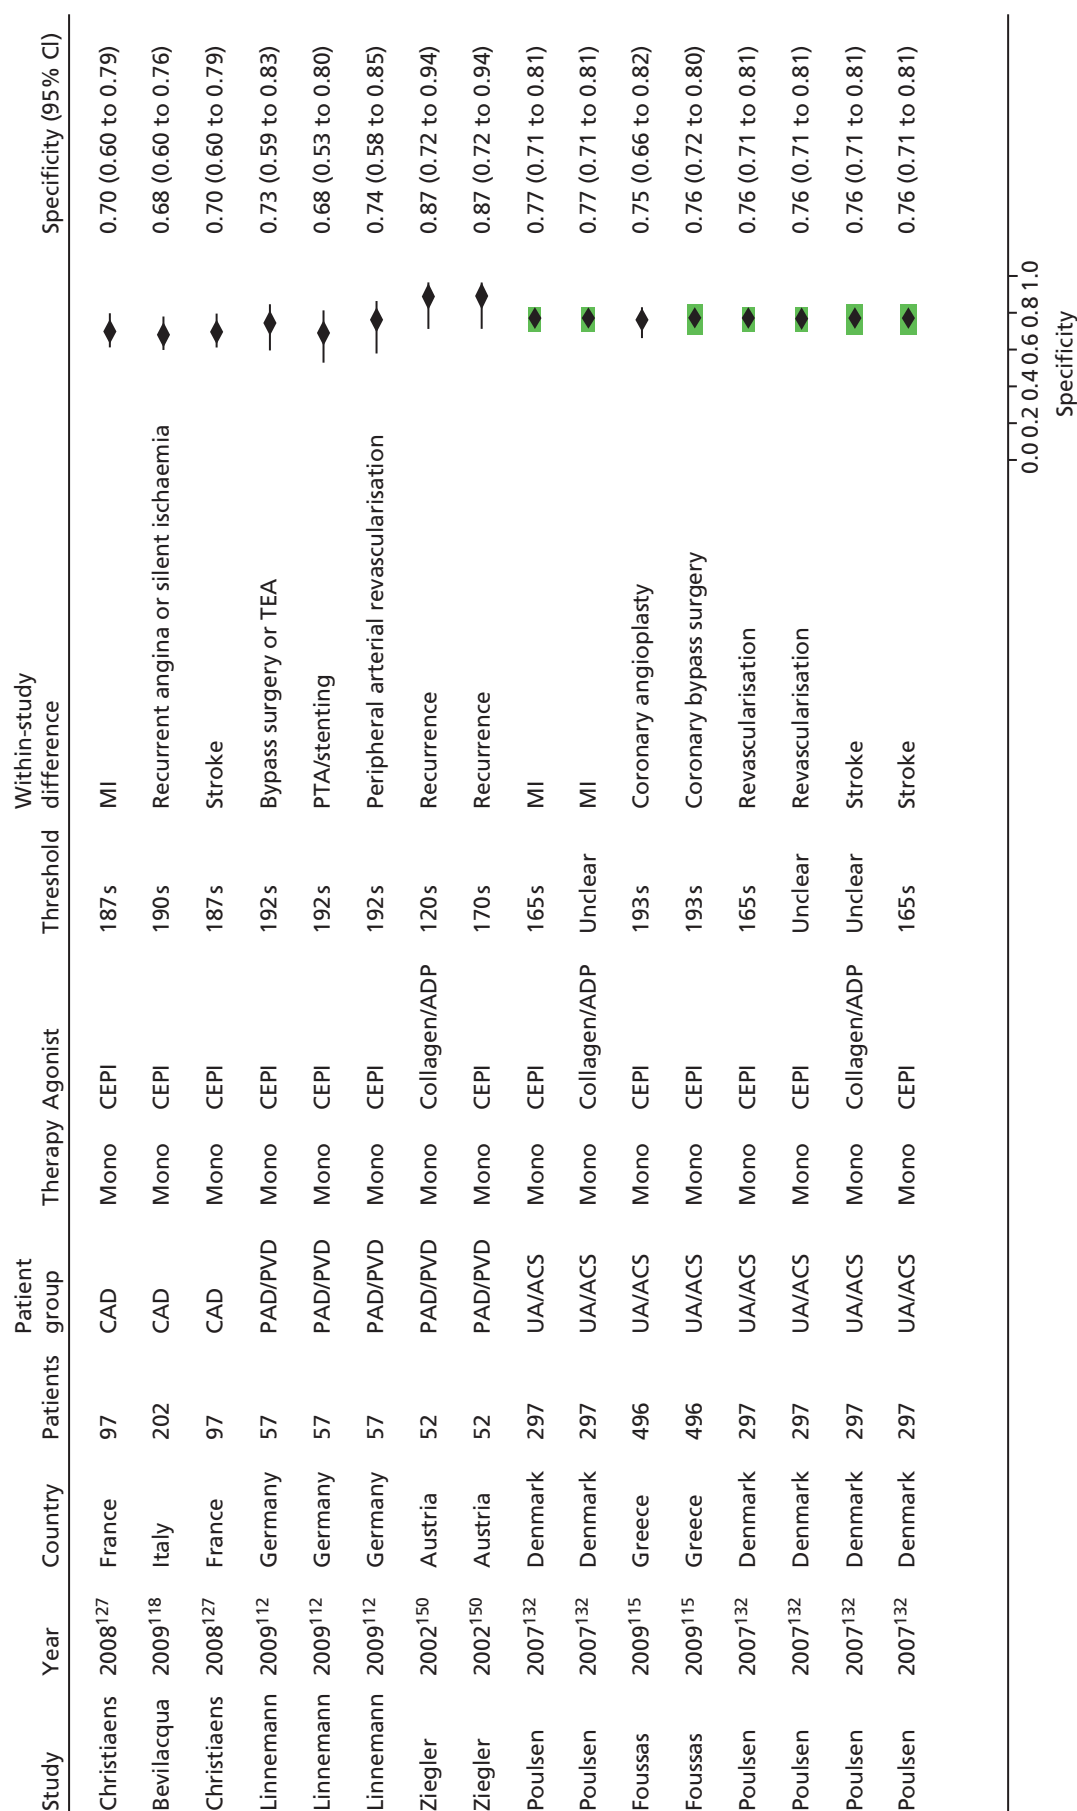 Study Year Country Patients Patient group Therapy Agonist Threshold Within-study difference Specificity (95% CI)
Christiaens 2008127 France 97 CAD Mono CEPI 187s MI 0.70 (0.60 to 0.79)
Bevilacqua 2009118 Italy 202 CAD Mono CEPI 190s Recurrent angina or silent ischaemia 0.68 (0.60 to 0.76)
Christiaens 2008127 France 97 CAD Mono CEPI 187s Stroke 0.70 (0.60 to 0.79)
Linnemann 2009112 Germany 57 PAD/PVD Mono CEPI 192s Bypass surgery or TEA 0.73 (0.59 to 0.83)
Linnemann 2009112 Germany 57 PAD/PVD Mono CEPI 192s PTA/stenting 0.68 (0.53 to 0.80)
Linnemann 2009112 Germany 57 PAD/PVD Mono CEPI 192s Peripheral arterial revascularisation 0.74 (0.58 to 0.85)
Ziegler 2002150 Austria 52 PAD/PVD Mono Collagen/ADP 120s Recurrence 0.87 (0.72 to 0.94)
Ziegler 2002150 Austria 52 PAD/PVD Mono CEPI 170s Recurrence 0.87 (0.72 to 0.94)
Poulsen 2007132 Denmark 297 UA/ACS Mono CEPI 165s MI 0.77 (0.71 to 0.81)
Poulsen 2007132 Denmark 297 UA/ACS Mono Collagen/ADP Unclear MI 0.77 (0.71 to 0.81)
Foussas 2009115 Greece 496 UA/ACS Mono CEPI 193s Coronary angioplasty 0.75 (0.66 to 0.82)
Foussas 2009115 Greece 496 UA/ACS Mono CEPI 193s Coronary bypass surgery 0.76 (0.72 to 0.80)
Poulsen 2007132 Denmark 297 UA/ACS Mono CEPI 165s Revascularisation 0.76 (0.71 to 0.81)
Poulsen 2007132 Denmark 297 UA/ACS Mono CEPI Unclear Revascularisation 0.76 (0.71 to 0.81)
Poulsen 2007132 Denmark 297 UA/ACS Mono Collagen/ADP Unclear Stroke 0.76 (0.71 to 0.81)
Poulsen 2007132 Denmark 297 UA/ACS Mono CEPI 165s Stroke 0.76 (0.71 to 0.81)
0.0 0.2 0.4 0.6 0.8 1.0
Specificity